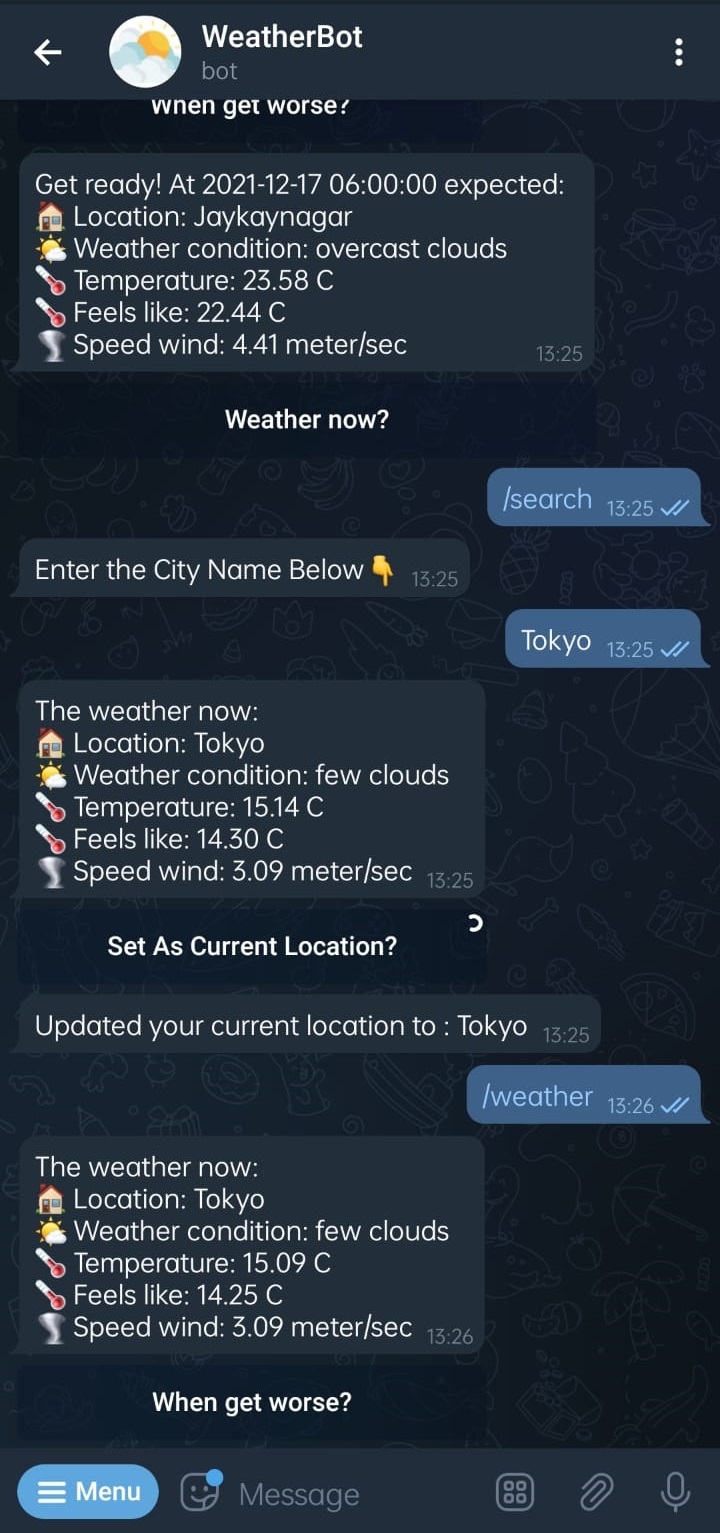 WeatherBot
bot
When get worse?
Get ready! At 2021-12-17 06:00:00 expected:
🏠 Location: Jaykaynagar
🌤 Weather condition: overcast clouds
🌡 Temperature: 23.58 C
🌡 Feels like: 22.44 C
🌪 Speed wind: 4.41 meter/sec
13:25
Weather now?
/search 13:25
Enter the City Name Below👇 13:25
Tokyo 13:25
The weather now:
🏠 Location: Tokyo
🌤 Weather condition: few clouds
🌡 Temperature: 15.14 C
🌡 Feels like: 14.30 C
🌪 Speed wind: 3.09 meter/sec 13:25
Set As Current Location?
Updated your current location to : Tokyo 13:25
/weather 13:26
The weather now:
🏠 Location: Tokyo
🌤 Weather condition: few clouds
🌡 Temperature: 15.09 C
🌡 Feels like: 14.25 C
🌪 Speed wind: 3.09 meter/sec 13:26
When get worse?
Menu Message